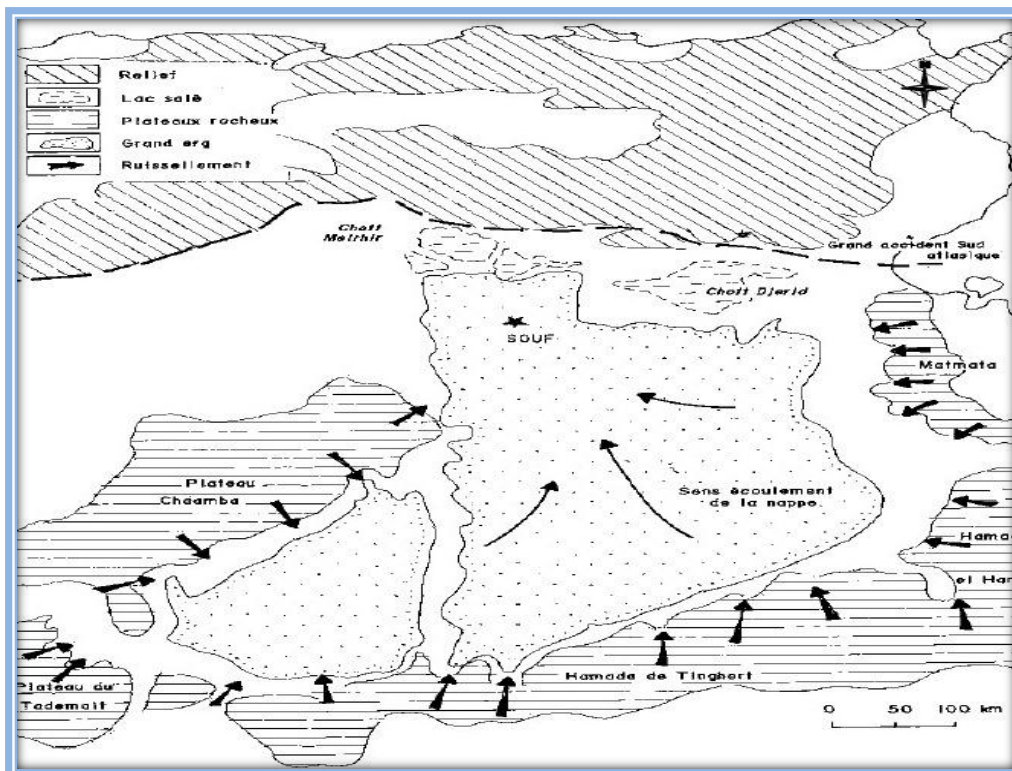 Relief
Lac salé
Plateaux rocheux
Grand erg
Ruissellement
Chott
Melrhir
Grand accident Sud
atlasique
Chott Djerid
SOUF
Matmata
Plateau
Chaamba
Sens écoulement
de la nappe
Hamad
el Ham
Hamada de Tinghert
Plateau du
Tademait
0 50 100 km